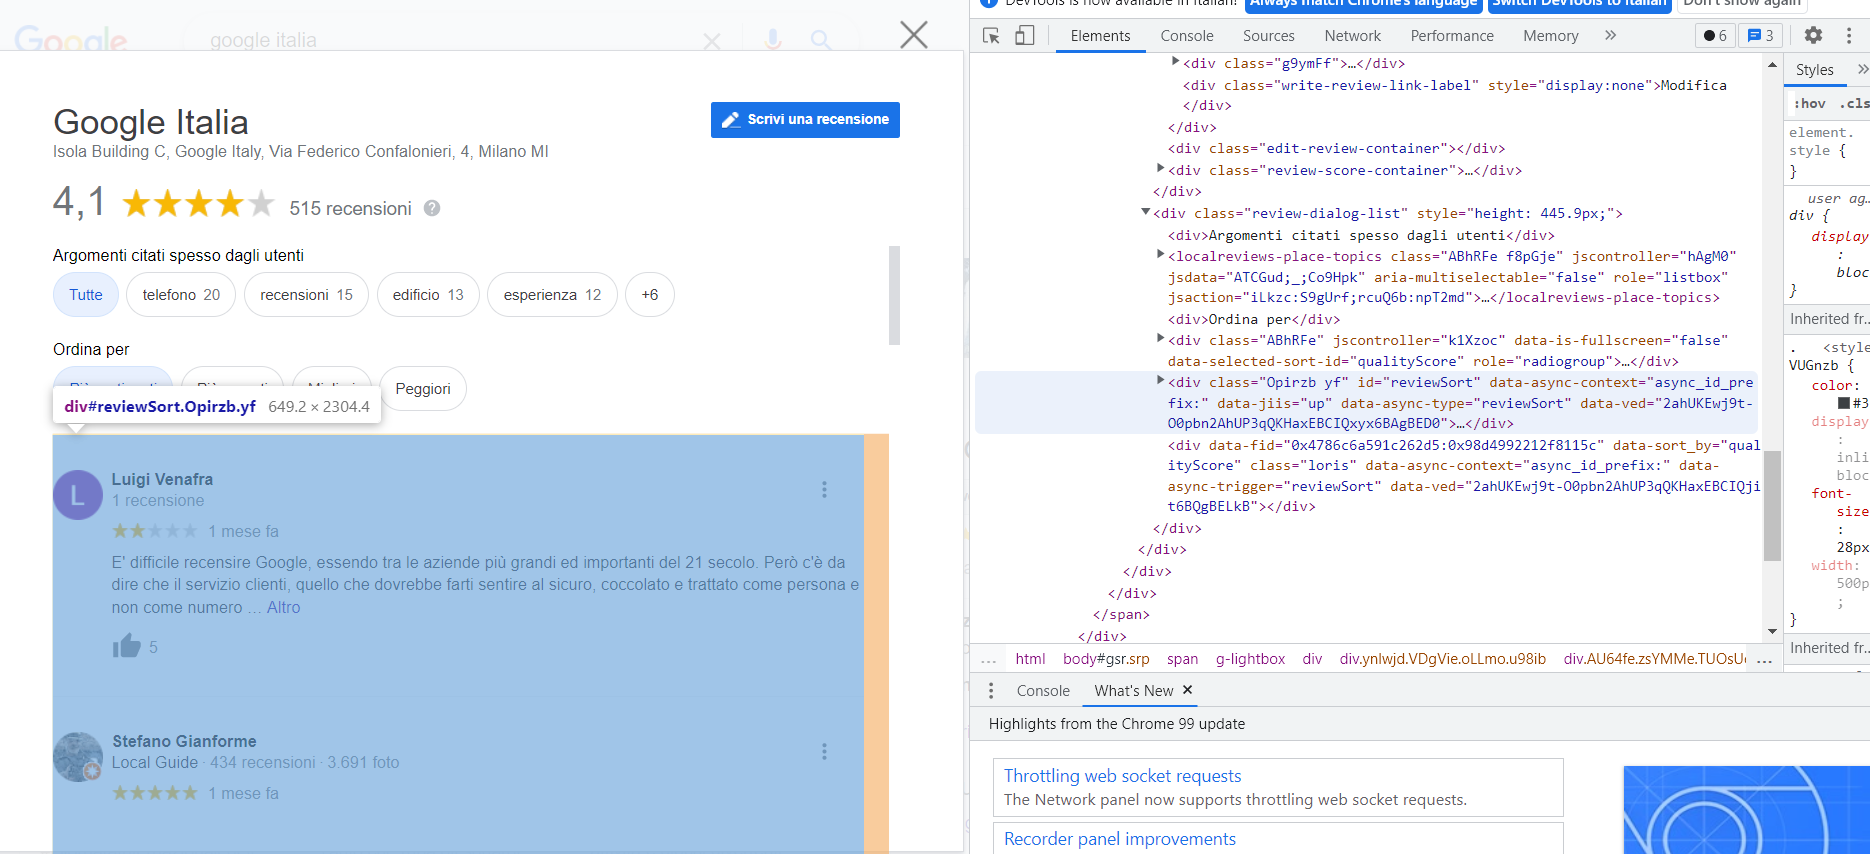 Google
google italia
Google Italia
Scrivi una recensione
Isola Building C, Google Italy, Via Federico Confalonieri, 4, Milano MI
4,1 515 recensioni ?
Argomenti citati spesso dagli utenti
Tutte telefono 20 recensioni 15 edificio 13 esperienza 12 +6
Ordina per
Peggiori
div#reviewSort.Opirzb.yf 649.2 × 2304.4
L Luigi Venafra
1 recensione
1 mese fa
E' difficile recensire Google, essendo tra le aziende più grandi ed importanti del 21 secolo. Però c'è da
dire che il servizio clienti, quello che dovrebbe farti sentire al sicuro, coccolato e trattato come persona e
non come numero … Altro
5
Stefano Gianforme
Local Guide · 434 recensioni · 3.691 foto
1 mese fa
DevTools is now available in Italian! Always match Chrome's language Switch DevTools to Italian Don't show again
Elements Console Sources Network Performance Memory » 6 3
<div class="g9ymFf">…</div>
<div class="write-review-link-label" style="display:none">Modifica
</div>
</div>
<div class="edit-review-container"></div>
<div class="review-score-container">…</div>
</div>
<div class="review-dialog-list" style="height: 445.9px;">
<div>Argomenti citati spesso dagli utenti</div>
<localreviews-place-topics class="ABhRFe f8pGje" jscontroller="hAgM0"
jsdata="ATCGud;_;Co9Hpk" aria-multiselectable="false" role="listbox"
jsaction="iLkzc:S9gUrf;rcuQ6b:npT2md">…</localreviews-place-topics>
<div>Ordina per</div>
<div class="ABhRFe" jscontroller="k1Xzoc" data-is-fullscreen="false"
data-selected-sort-id="qualityScore" role="radiogroup">…</div>
<div class="Opirzb yf" id="reviewSort" data-async-context="async_id_pre
fix:" data-jiis="up" data-async-type="reviewSort" data-ved="2ahUKEwj9t-
O0pbn2AhUP3qQKHaxEBCIQxyx6BAgBED0">…</div>
<div data-fid="0x4786c6a591c262d5:0x98d4992212f8115c" data-sort_by="qual
ityScore" class="loris" data-async-context="async_id_prefix:" data-
async-trigger="reviewSort" data-ved="2ahUKEwj9t-O0pbn2AhUP3qQKHaxEBCIQji
t6BQgBELkB"></div>
</div>
</div>
</div>
</div>
</span>
</div>
… html body#gsr.srp span g-lightbox div div.ynlwjd.VDgVie.oLLmo.u98ib div.AU64fe.zsYMMe.TUOsU …
Styles »
:hov .cls
element.
style {
}
user ag…
div {
display
:
bloc
}
Inherited fr…
. <style
VUGnzb {
color:
#3
display
:
inli
bloc
font-
size
:
28px
width:
500p
;
}
Inherited fr…
Console What's New ×
Highlights from the Chrome 99 update
Throttling web socket requests
The Network panel now supports throttling web socket requests.
Recorder panel improvements